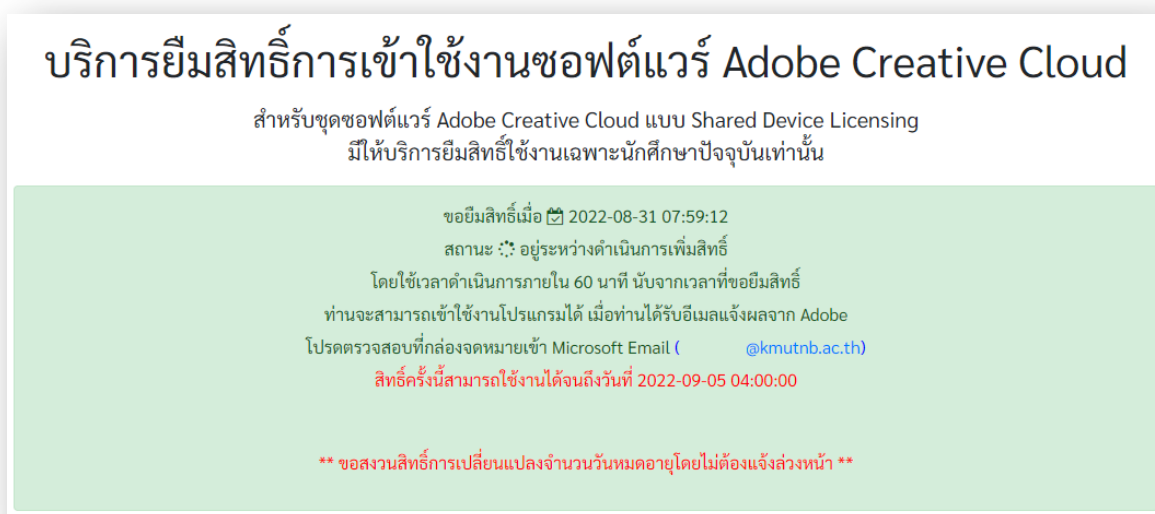 บริการยืมสิทธิ์การเข้าใช้งานซอฟต์แวร์ Adobe Creative Cloud
สำหรับชุดซอฟต์แวร์ Adobe Creative Cloud แบบ Shared Device Licensing
มีให้บริการยืมสิทธิ์ใช้งานเฉพาะนักศึกษาปัจจุบันเท่านั้น
ขอยืมสิทธิ์เมื่อ 2022-08-31 07:59:12
สถานะ อยู่ระหว่างดำเนินการเพิ่มสิทธิ์
โดยใช้เวลาดำเนินการภายใน 60 นาที นับจากเวลาที่ขอยืมสิทธิ์
ท่านจะสามารถเข้าใช้งานโปรแกรมได้ เมื่อท่านได้รับอีเมลแจ้งผลจาก Adobe
โปรดตรวจสอบที่กล่องจดหมายเข้า Microsoft Email ( @kmutnb.ac.th)
สิทธิ์ครั้งนี้สามารถใช้งานได้จนถึงวันที่ 2022-09-05 04:00:00
** ขอสงวนสิทธิ์การเปลี่ยนแปลงจำนวนวันหมดอายุโดยไม่ต้องแจ้งล่วงหน้า **